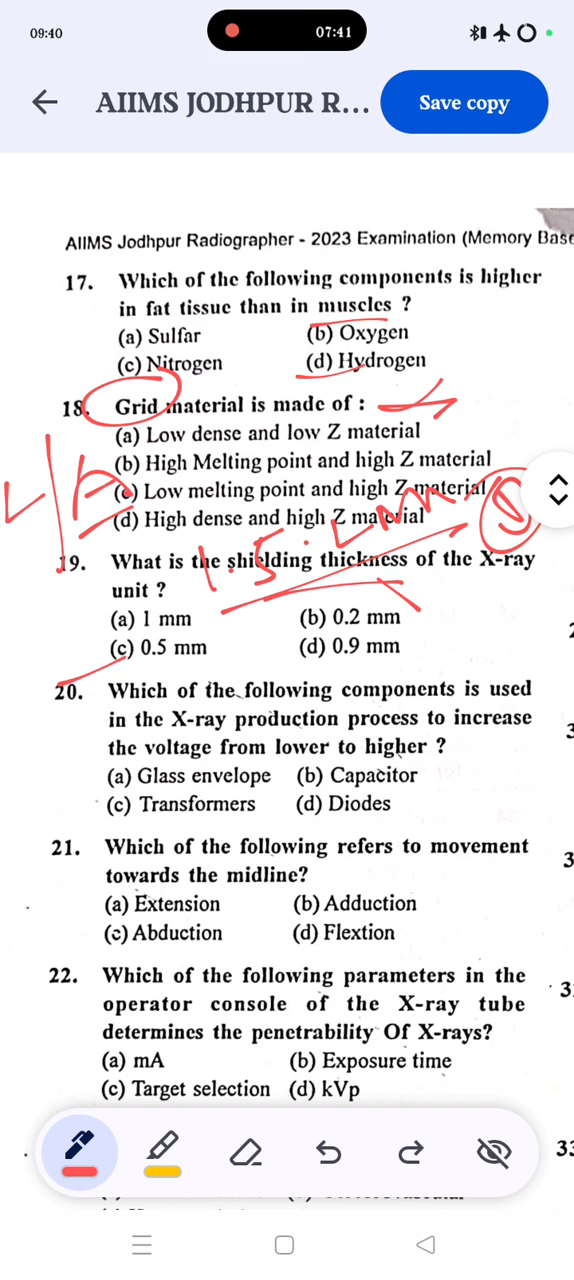 09:40
07:41
AIIMS JODHPUR R...
Save copy
AIIMS Jodhpur Radiographer - 2023 Examination (Memory Base
17. Which of the following components is higher
in fat tissue than in muscles ?
(a) Sulfar (b) Oxygen
(c) Nitrogen (d) Hydrogen
18. Grid material is made of :
(a) Low dense and low Z material
(b) High Melting point and high Z material
(c) Low melting point and high Z material
(d) High dense and high Z material
19. What is the shielding thickness of the X-ray
unit ?
1.5
(a) 1 mm (b) 0.2 mm
(c) 0.5 mm (d) 0.9 mm
20. Which of the following components is used
in the X-ray production process to increase
the voltage from lower to higher ?
(a) Glass envelope (b) Capacitor
(c) Transformers (d) Diodes
21. Which of the following refers to movement
towards the midline?
(a) Extension (b) Adduction
(c) Abduction (d) Flextion
22. Which of the following parameters in the
operator console of the X-ray tube
determines the penetrability Of X-rays?
(a) mA (b) Exposure time
(c) Target selection (d) kVp